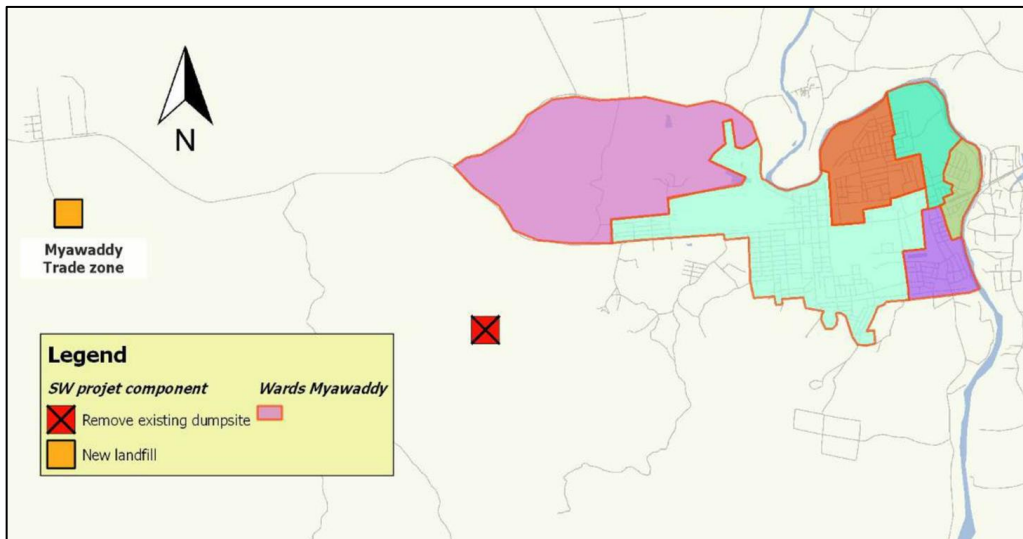 N
Myawaddy
Trade zone
Legend
SW projet component
Wards Myawaddy
Remove existing dumpsite
New landfill